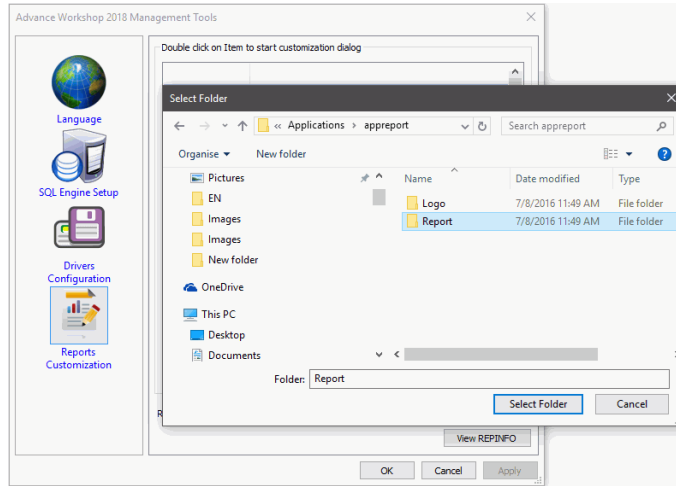 Advance Workshop 2018 Management Tools
Language
SQL Engine Setup
Drivers
Configuration
Reports
Customization
Double click on Item to start customization dialog
Select Folder
« Applications › appreport
Search appreport
Organise
New folder
Pictures
EN
Images
Images
New folder
OneDrive
This PC
Desktop
Documents
Name Date modified Type
Logo 7/8/2016 11:49 AM File folder
Report 7/8/2016 11:49 AM File folder
Folder: Report
Select Folder
Cancel
View REPINFO
OK
Cancel
Apply